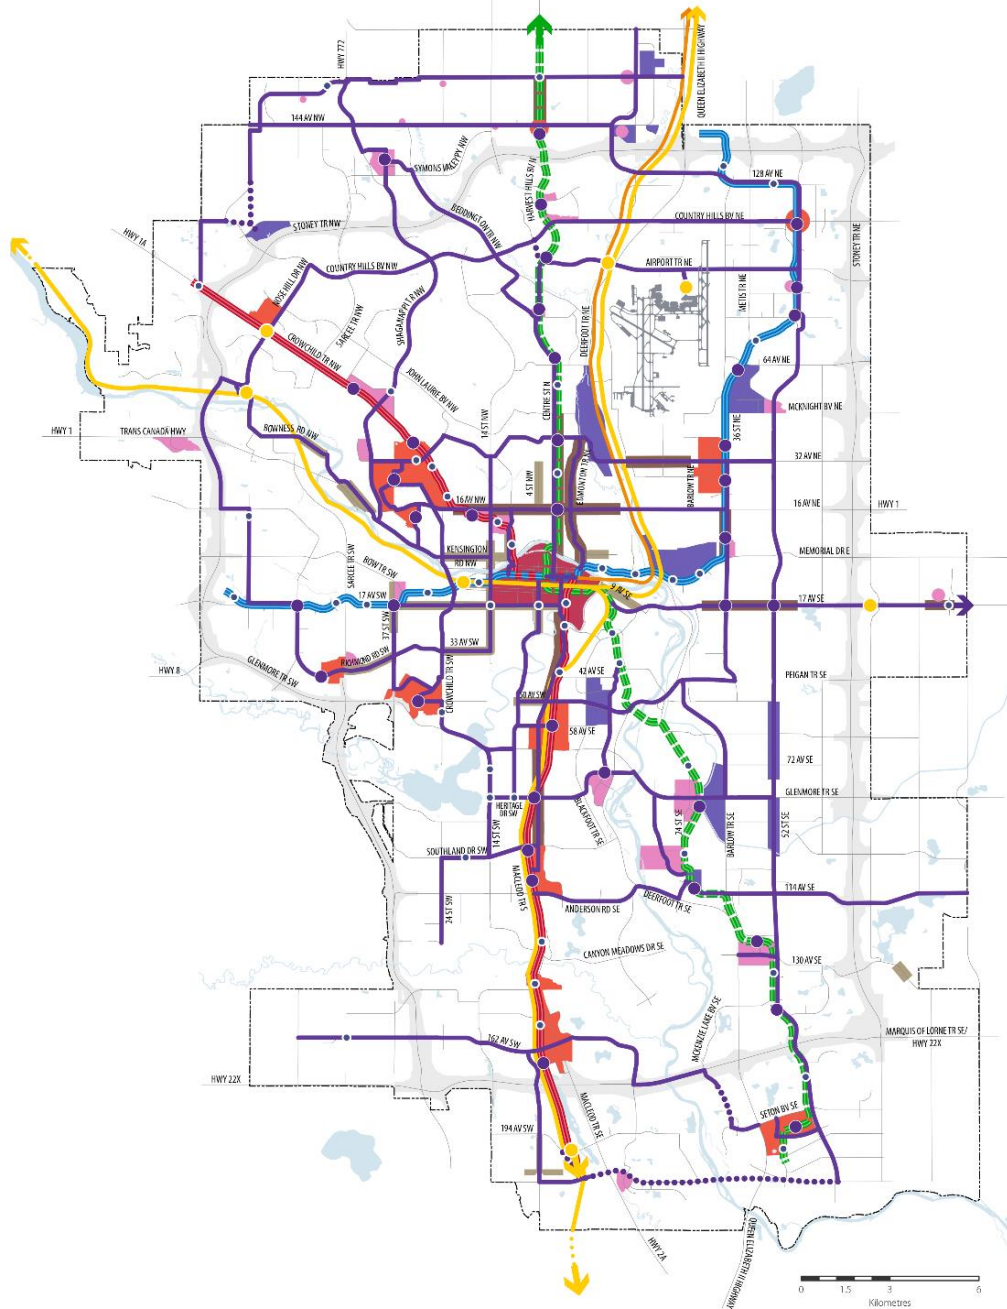 HWY 772
QUEEN ELIZABETH II HIGHWAY
144 AV NW
128 AV NE
HARVEST HILLS BV N
BEDDINGTON TR NW
COUNTRY HILLS BV NE
STONEY TR NW
STONEY TR NE
HWY 1A
AIRPORT TR NE
COUNTRY HILLS BV NW
NOSE HILL DR NW
SARCEE TR NW
SHAGANAPPI TR NW
METIS TR NE
DEERFOOT TR NE
CROWCHILD TR NW
64 AV NE
JOHN LAURIE BV NW
CENTRE ST N
MCKNIGHT BV NE
14 ST NW
36 ST NE
HWY 1
TRANS CANADA HWY
BOWNESS RD NW
32 AV NE
4 ST NW
EDMONTON TR NE
BARLOW TR NE
16 AV NW
16 AV NE
HWY 1
KENSINGTON
RD NW
MEMORIAL DR E
SARCEE TR SW
BOW TR SW
17 AV SW
9 AV SE
17 AV SE
37 ST SW
33 AV SW
RICHMOND RD SW
HWY 8
GLENMORE TR SW
CROWCHILD TR SW
42 AV SE
PEIGAN TR SE
50 AV SW
58 AV SE
72 AV SE
GLENMORE TR SE
HERITAGE
DR SW
14 ST SW
BLACKFOOT TR SE
24 ST SE
BARLOW TR SE
52 ST SE
SOUTHLAND DR SW
MACLEOD TR S
24 ST SW
DEERFOOT TR SE
114 AV SE
ANDERSON RD SE
CANYON MEADOWS DR SE
130 AV SE
MCKENZIE LAKE BV SE
162 AV SW
MARQUIS OF LORNE TR SE/
HWY 22X
HWY 22X
MACLEOD TR SE
SETON BV SE
194 AV SW
HWY 2A
QUEEN ELIZABETH II HIGHWAY
0 1.5 3 6
Kilometres